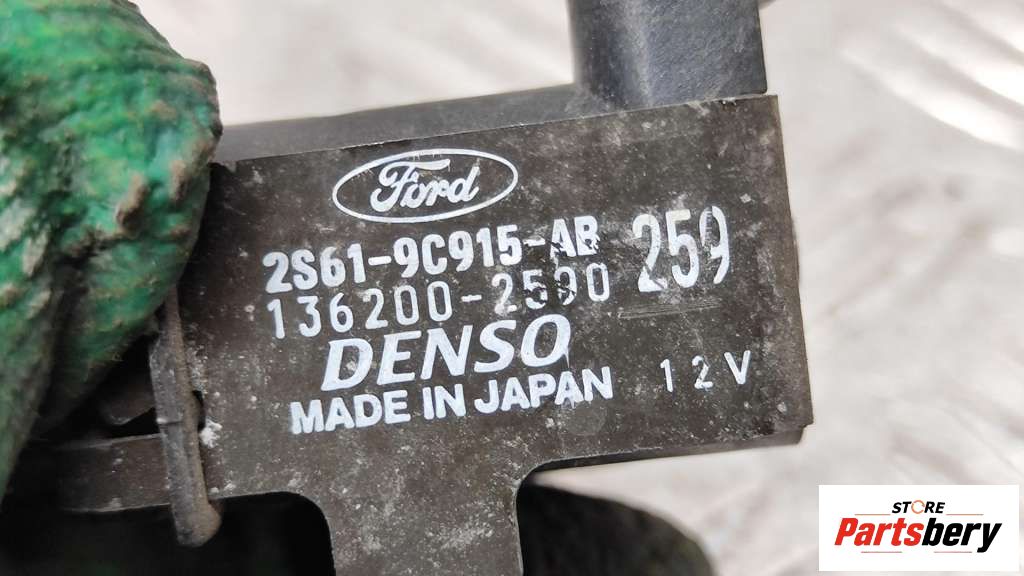 Ford
2S61-9C915-AB
259
136200-2590
DENSO
MADE IN JAPAN
12V
STORE
Partsbery